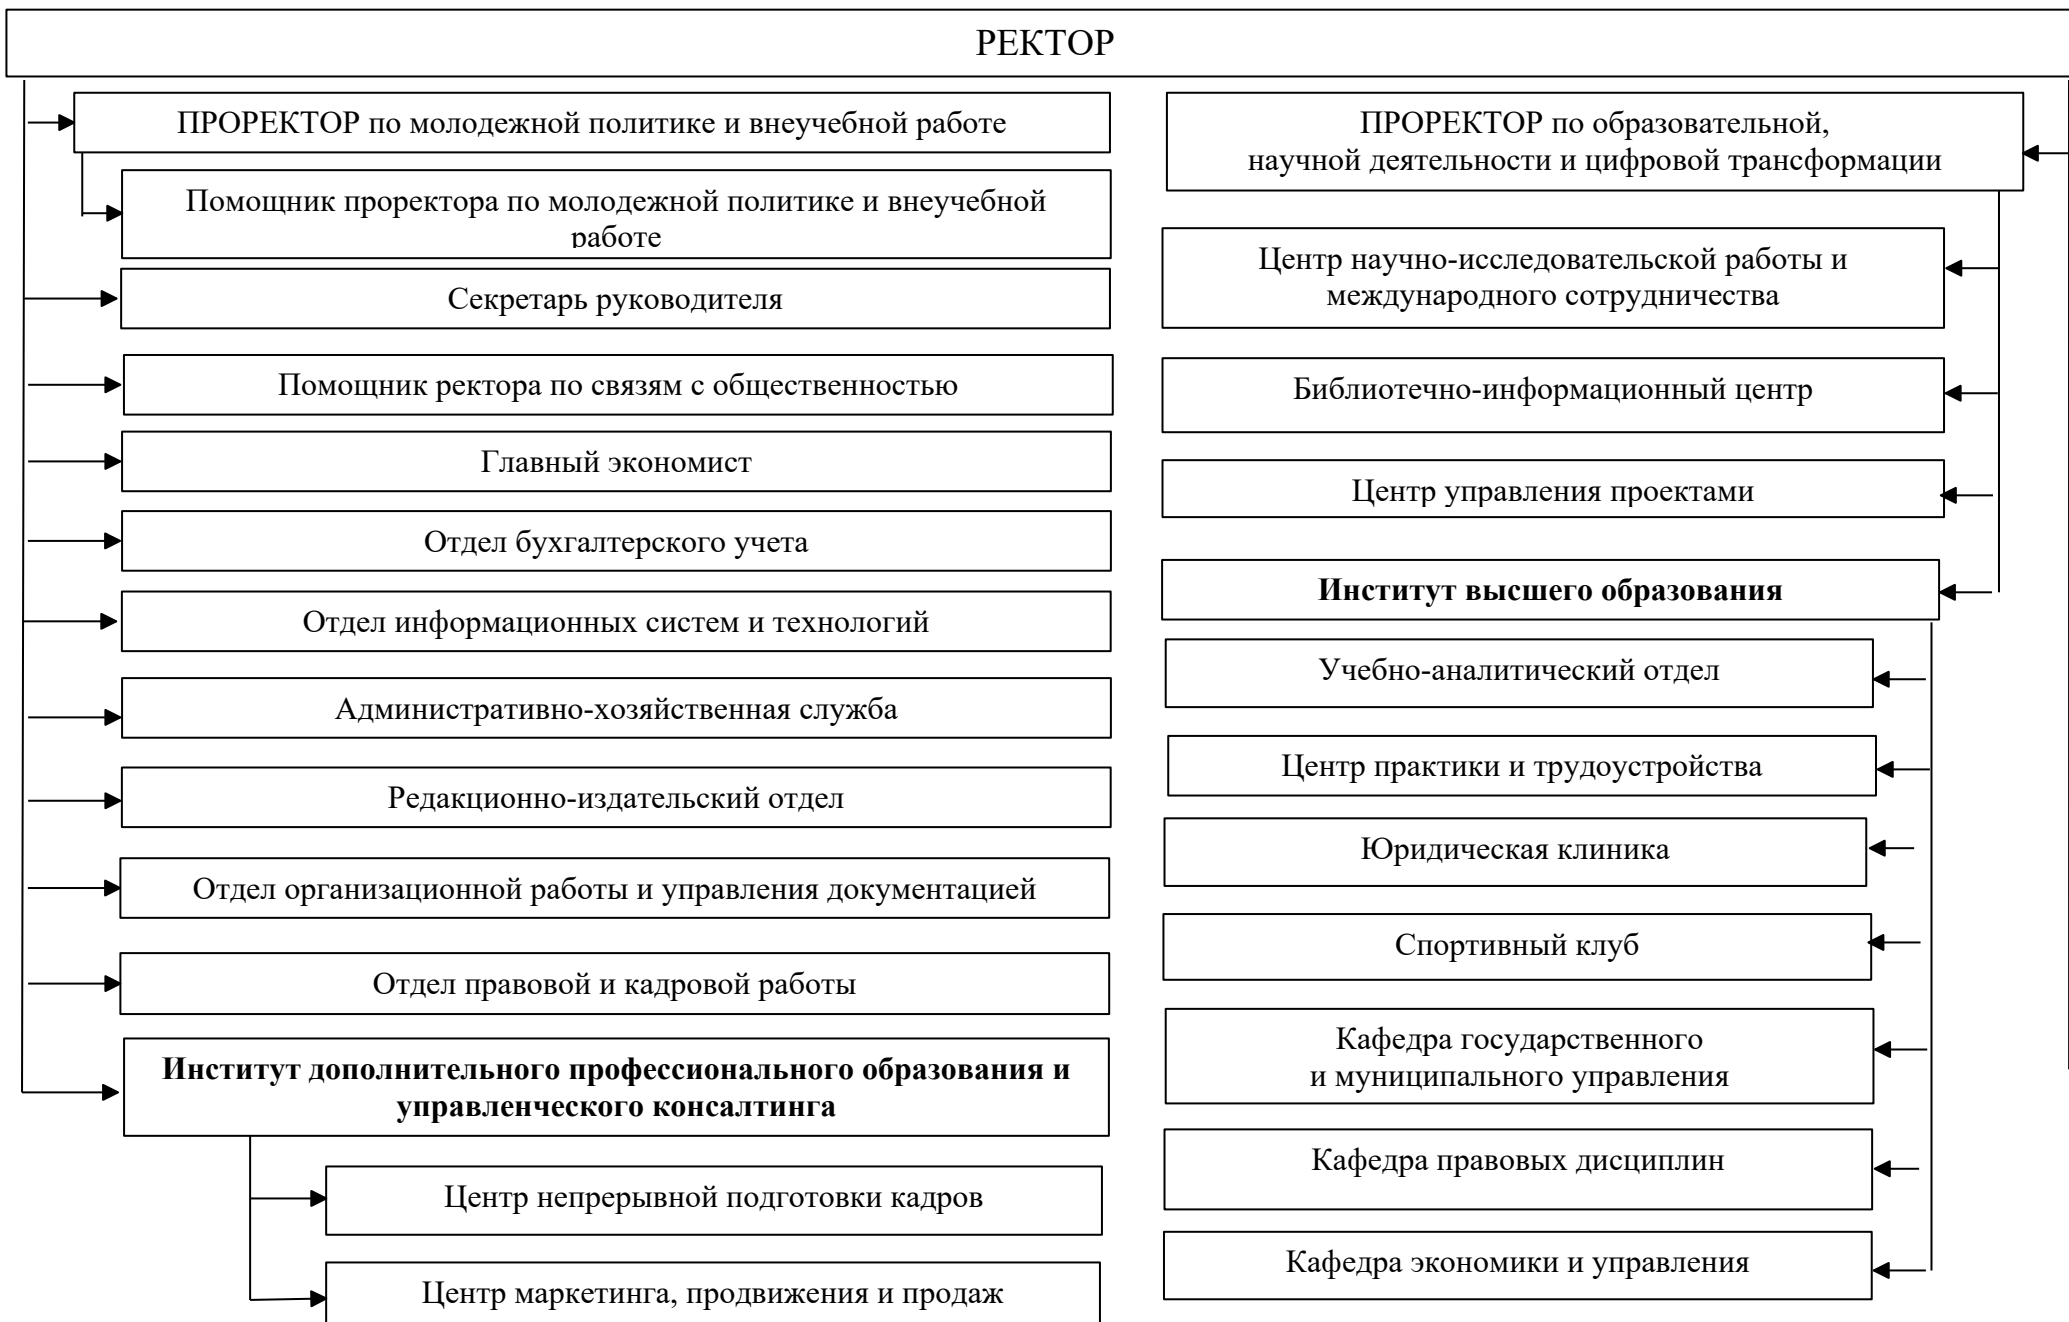 РЕКТОР
ПРОРЕКТОР по молодежной политике и внеучебной работе
Помощник проректора по молодежной политике и внеучебной
работе
Секретарь руководителя
Помощник ректора по связям с общественностью
Главный экономист
Отдел бухгалтерского учета
Отдел информационных систем и технологий
Административно-хозяйственная служба
Редакционно-издательский отдел
Отдел организационной работы и управления документацией
Отдел правовой и кадровой работы
Институт дополнительного профессионального образования и
управленческого консалтинга
Центр непрерывной подготовки кадров
Центр маркетинга, продвижения и продаж
ПРОРЕКТОР по образовательной,
научной деятельности и цифровой трансформации
Центр научно-исследовательской работы и
международного сотрудничества
Библиотечно-информационный центр
Центр управления проектами
Институт высшего образования
Учебно-аналитический отдел
Центр практики и трудоустройства
Юридическая клиника
Спортивный клуб
Кафедра государственного
и муниципального управления
Кафедра правовых дисциплин
Кафедра экономики и управления